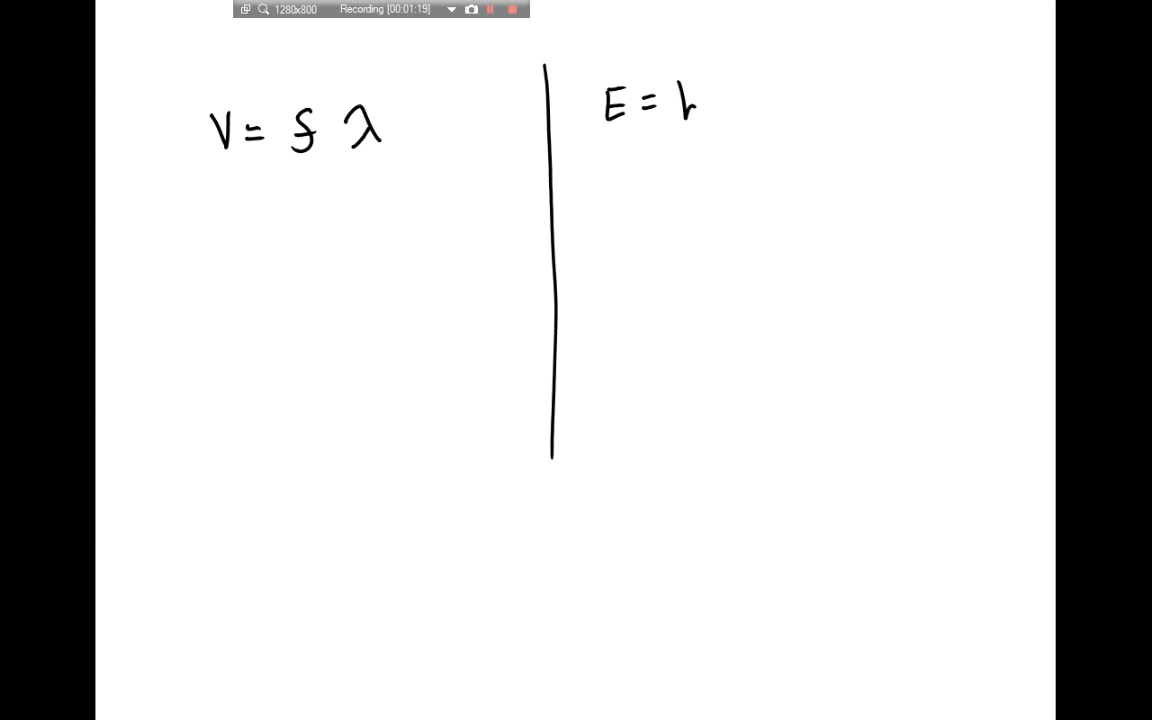 1280x800 Recording [00:01:19]
V = f λ
E = h